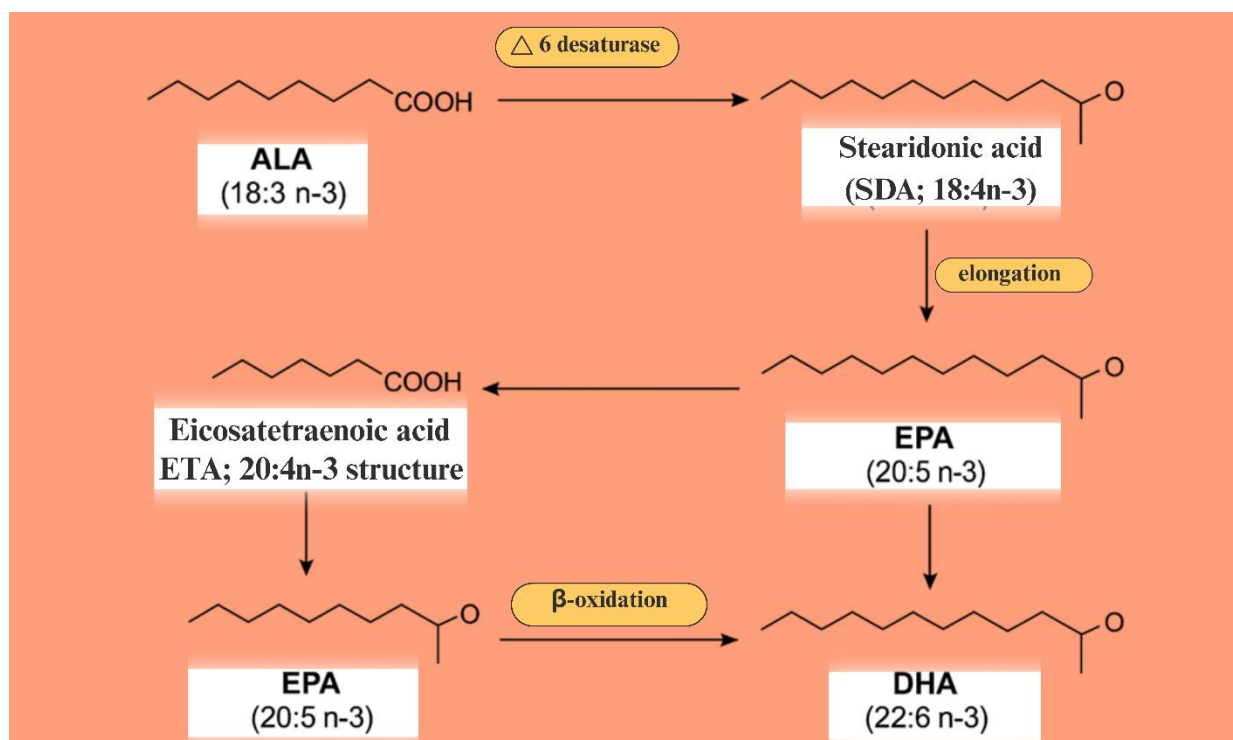 △ 6 desaturase
COOH
O
ALA
(18:3 n-3)
Stearidonic acid
(SDA; 18:4n-3)
elongation
COOH
O
Eicosatetraenoic acid
ETA; 20:4n-3 structure
EPA
(20:5 n-3)
β-oxidation
O
O
EPA
(20:5 n-3)
DHA
(22:6 n-3)